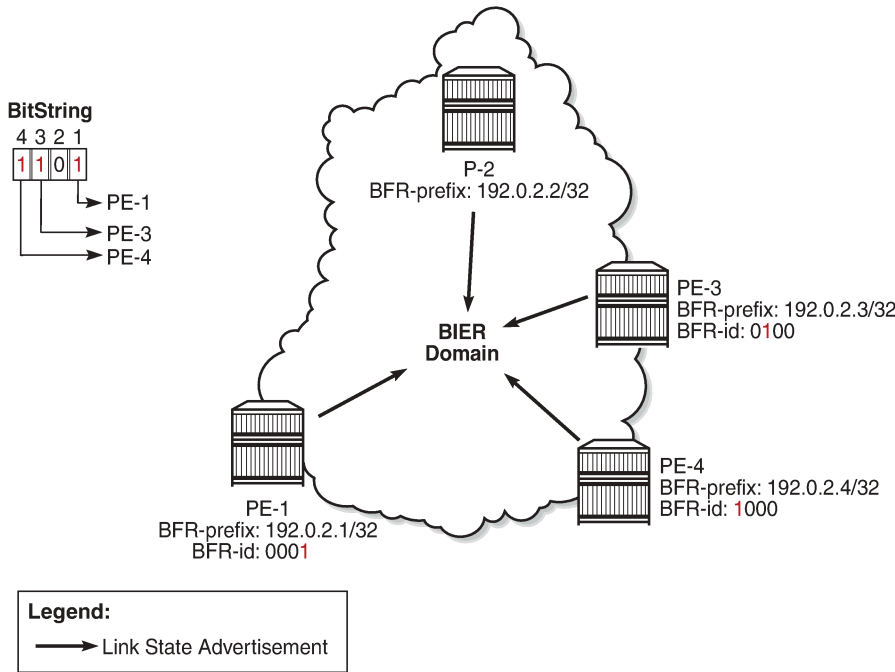 BitString
4 3 2 1
1 1 0 1
PE-1
PE-3
PE-4
P-2
BFR-prefix: 192.0.2.2/32
PE-3
BFR-prefix: 192.0.2.3/32
BFR-id: 0100
BIER
Domain
PE-4
BFR-prefix: 192.0.2.4/32
BFR-id: 1000
PE-1
BFR-prefix: 192.0.2.1/32
BFR-id: 0001
Legend:
Link State Advertisement